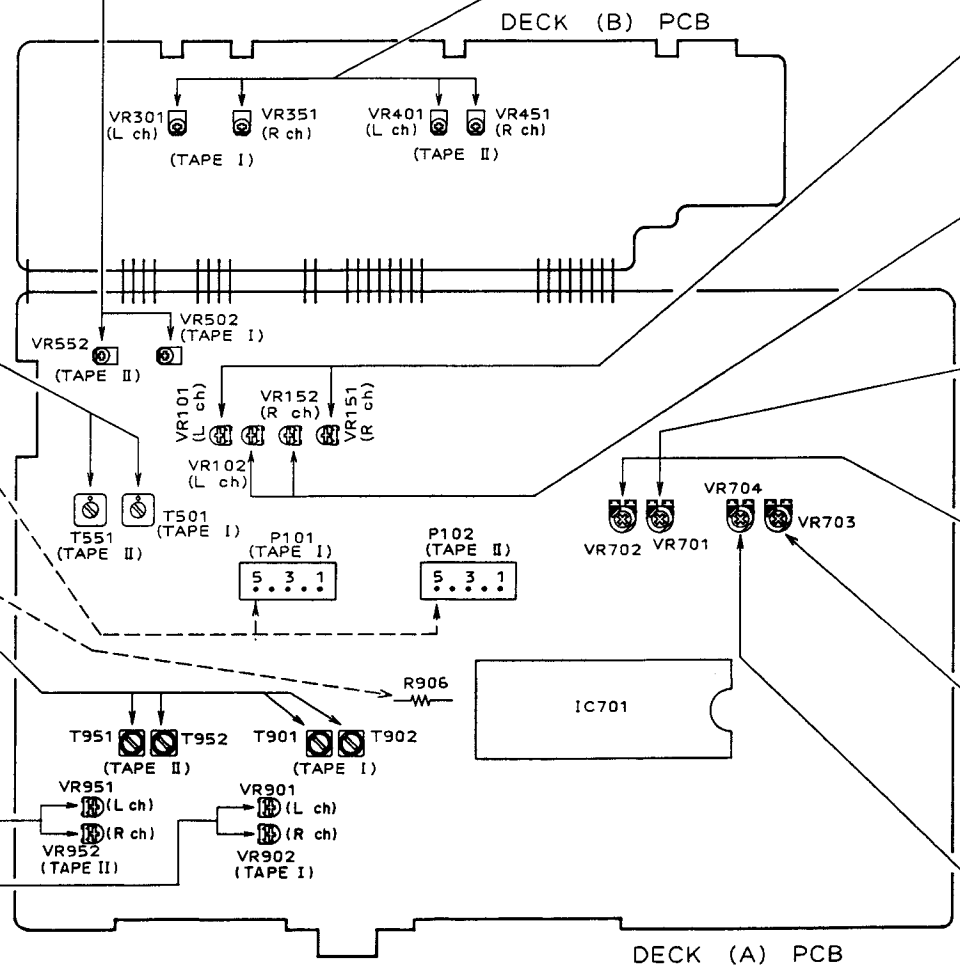 DECK (B) PCB
VR301
(L ch)
VR351
(R ch)
(TAPE I)
VR401
(L ch)
VR451
(R ch)
(TAPE II)
VR502
(TAPE I)
VR552
(TAPE II)
VR101
(L ch)
VR152
(R ch)
VR151
(R ch)
VR102
(L ch)
T551
(TAPE II)
T501
(TAPE I)
P101
(TAPE I)
5 3 1
P102
(TAPE II)
5 3 1
VR704
VR703
VR702
VR701
R906
IC701
T951
T952
(TAPE II)
T901
T902
(TAPE I)
VR951
(L ch)
(R ch)
VR952
(TAPE II)
VR901
(L ch)
(R ch)
VR902
(TAPE I)
DECK (A) PCB